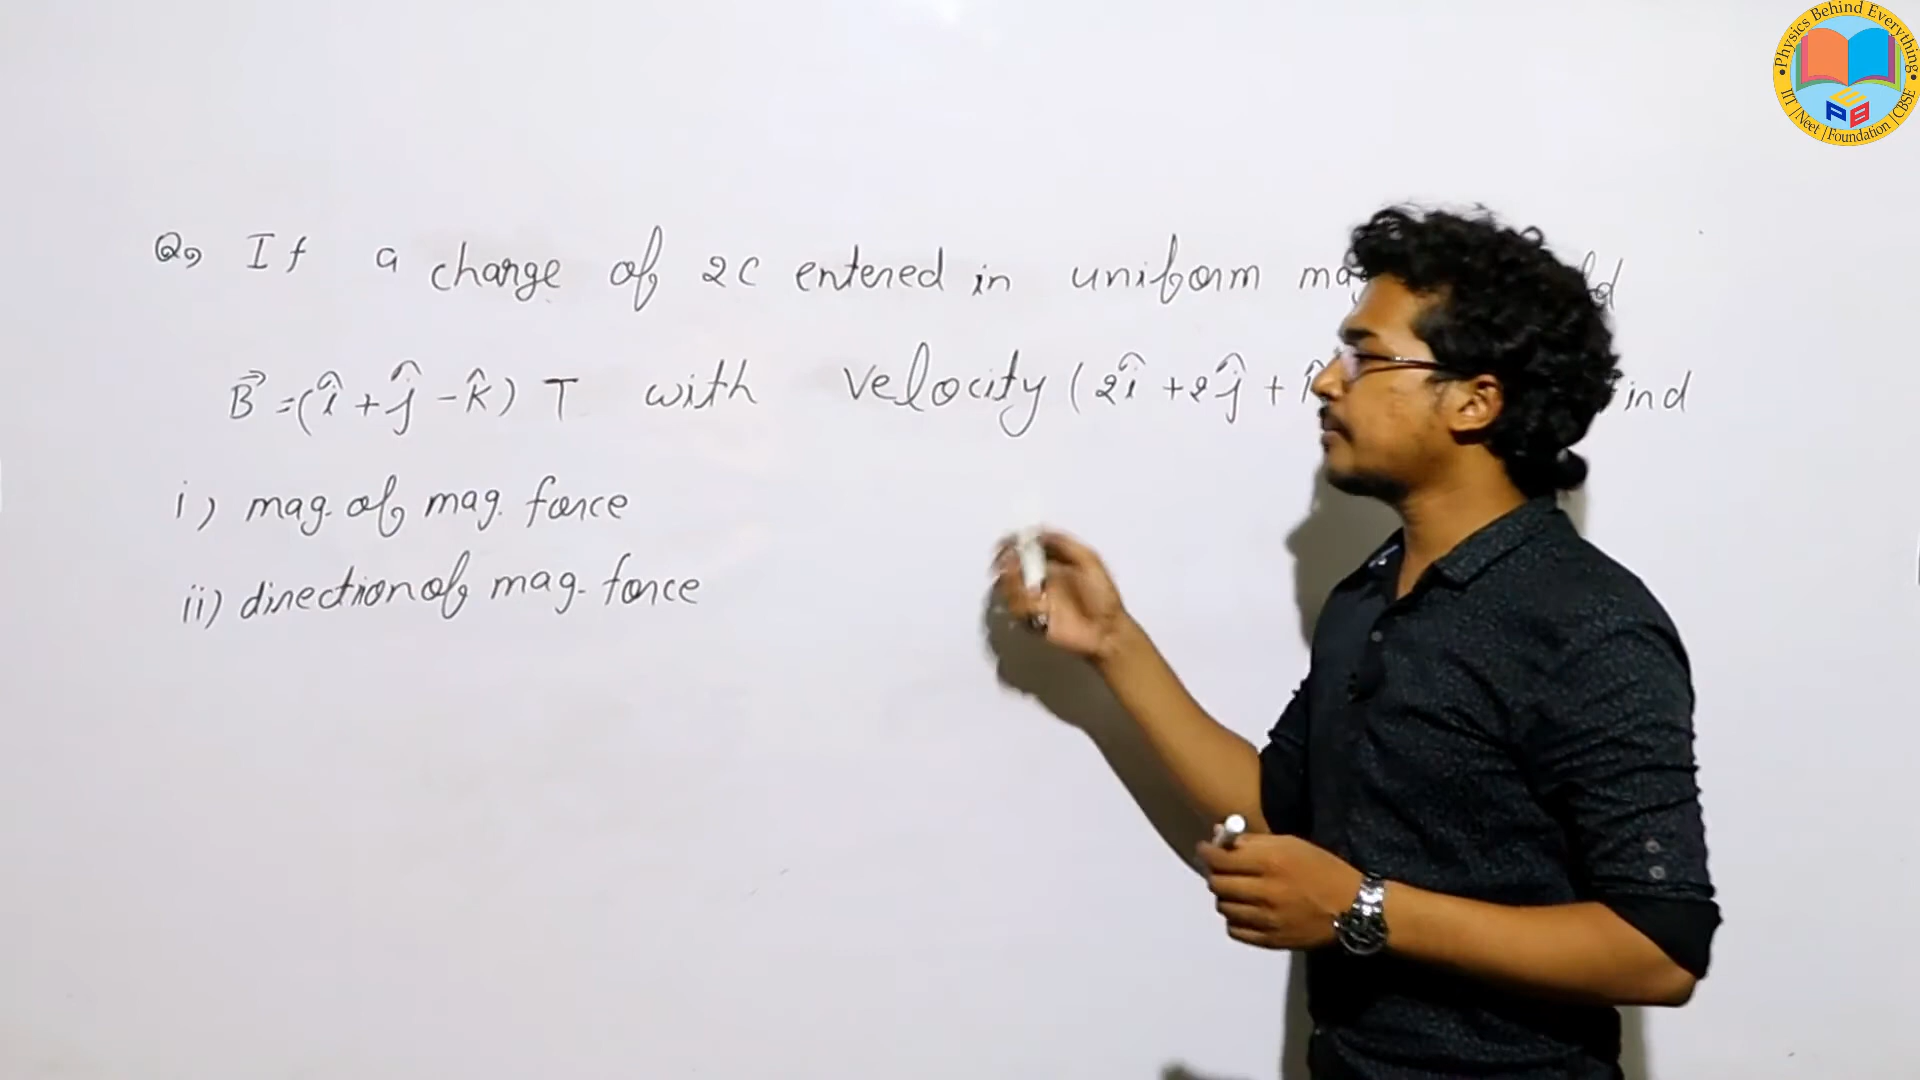 Physics Behind Everything
IIT | Neet | Foundation | CBSE
PBE
Q, If a charge of 2C entered in uniform
B⃗ = (î + ĵ - k̂) T with velocity (2î + 2ĵ +
i) mag. of mag. force
ii) direction of mag. force